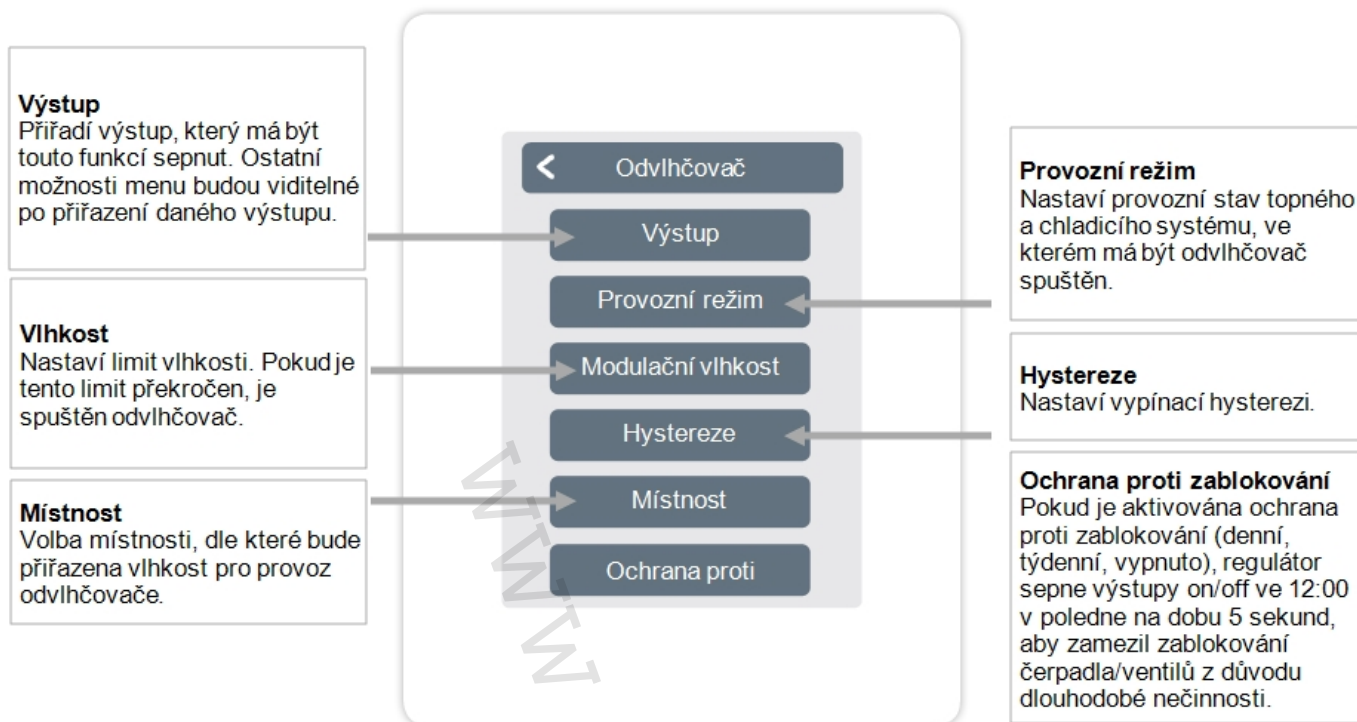 Výstup
Přiřadí výstup, který má být
touto funkcí sepnut. Ostatní
možnosti menu budou viditelné
po přiřazení daného výstupu.
Vlhkost
Nastaví limit vlhkosti. Pokud je
tento limit překročen, je
spuštěn odvlhčovač.
Místnost
Volba místnosti, dle které bude
přiřazena vlhkost pro provoz
odvlhčovače.
< Odvlhčovač
Výstup
Provozní režim
Modulační vlhkost
Hystereze
Místnost
Ochrana proti
www
Provozní režim
Nastaví provozní stav topného
a chladicího systému, ve
kterém má být odvlhčovač
spuštěn.
Hystereze
Nastaví vypínací hysterezi.
Ochrana proti zablokování
Pokud je aktivována ochrana
proti zablokování (denní,
týdenní, vypnuto), regulátor
sepne výstupy on/off ve 12:00
v poledne na dobu 5 sekund,
aby zamezil zablokování
čerpadla/ventilů z důvodu
dlouhodobé nečinnosti.